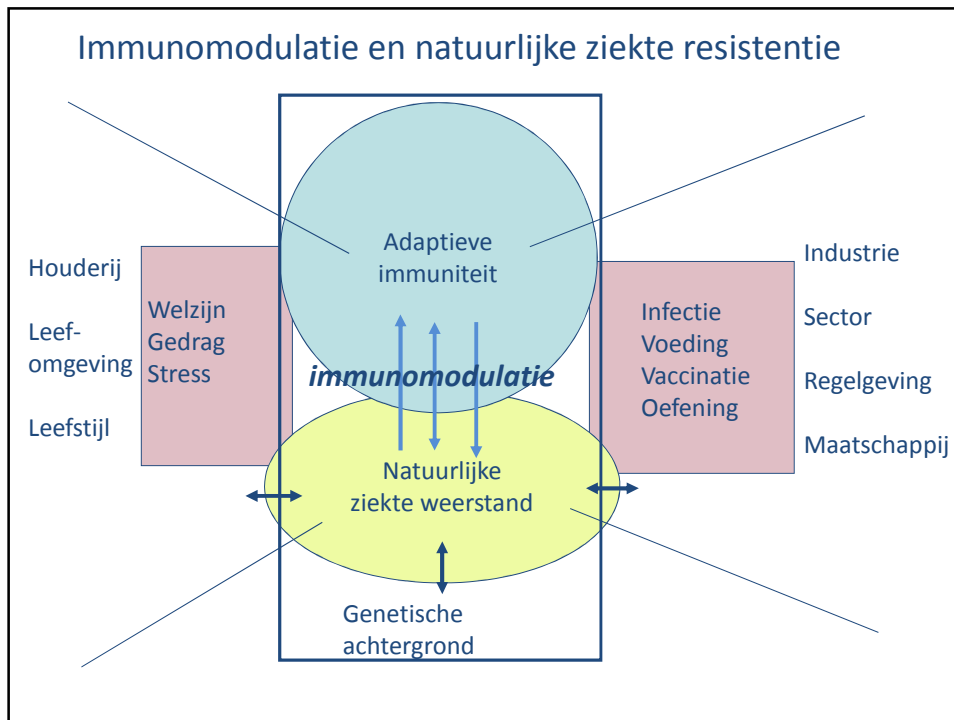 Immunomodulatie en natuurlijke ziekte resistentie
Adaptieve
immuniteit
Houderij
Leef-
omgeving
Leefstijl
Welzijn
Gedrag
Stress
immunomodulatie
Infectie
Voeding
Vaccinatie
Oefening
Industrie
Sector
Regelgeving
Maatschappij
Natuurlijke
ziekte weerstand
Genetische
achtergrond